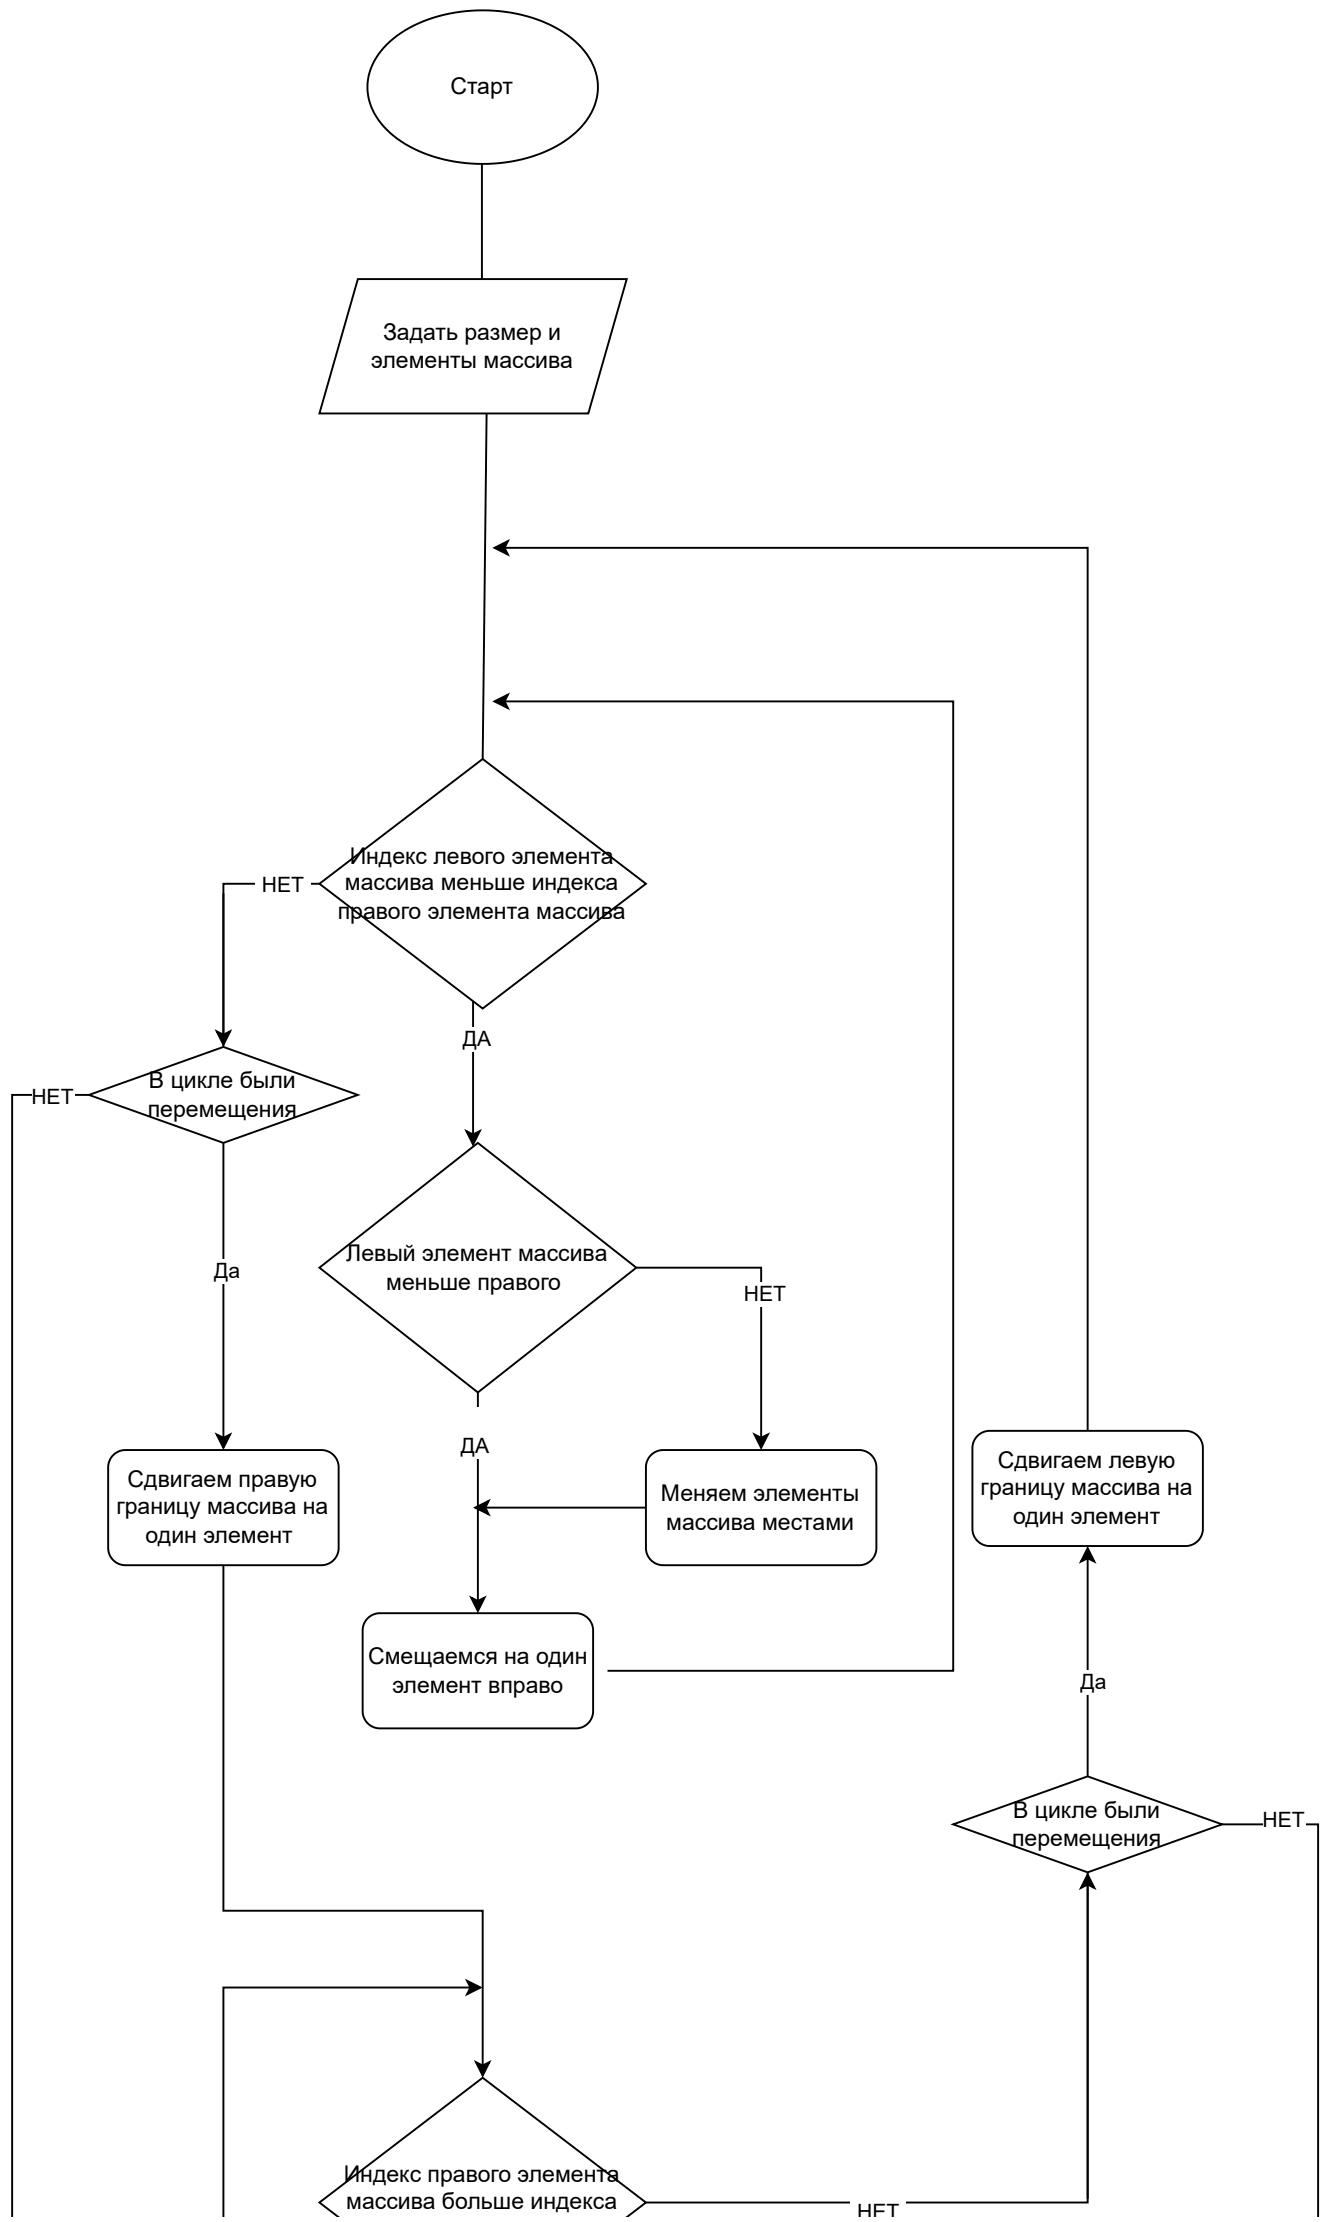 Старт
Задать размер и
элементы массива
Индекс левого элемента
массива меньше индекса
правого элемента массива
НЕТ
ДА
В цикле были
перемещения
НЕТ
Да
Левый элемент массива
меньше правого
НЕТ
ДА
Сдвигаем правую
границу массива на
один элемент
Меняем элементы
массива местами
Сдвигаем левую
границу массива на
один элемент
Смещаемся на один
элемент вправо
Да
В цикле были
перемещения
НЕТ
Индекс правого элемента
массива больше индекса
НЕТ